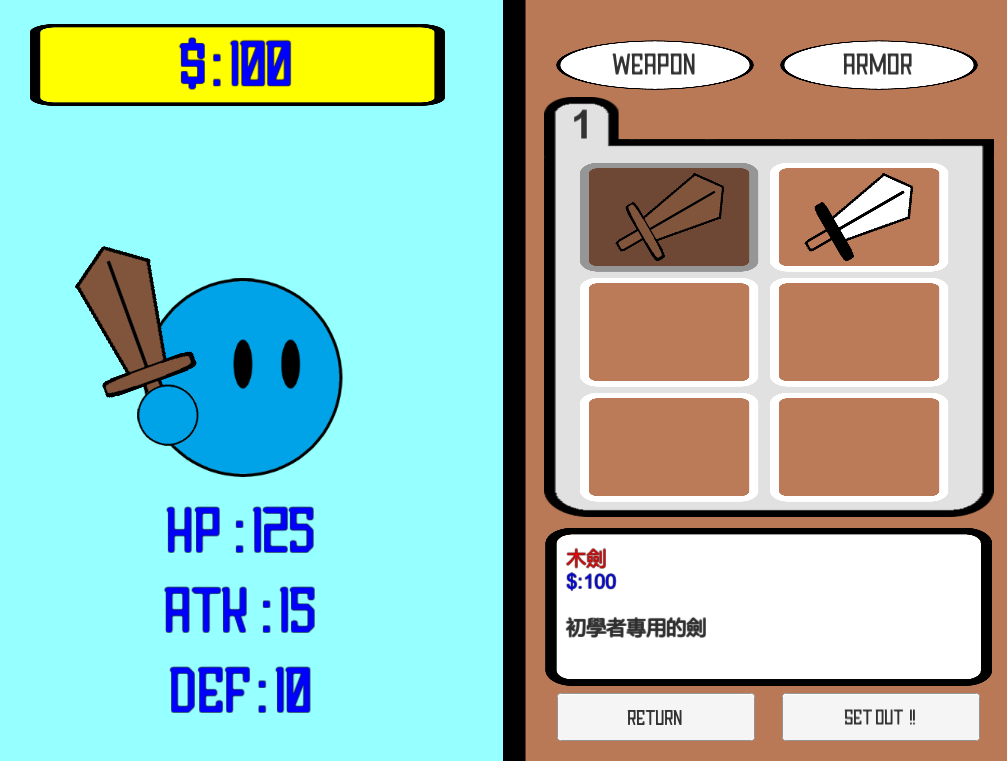 $:100
HP :125
ATK :15
DEF:10
WEAPON
ARMOR
1
木劍
$:100
初學者專用的劍
RETURN
SET OUT !!